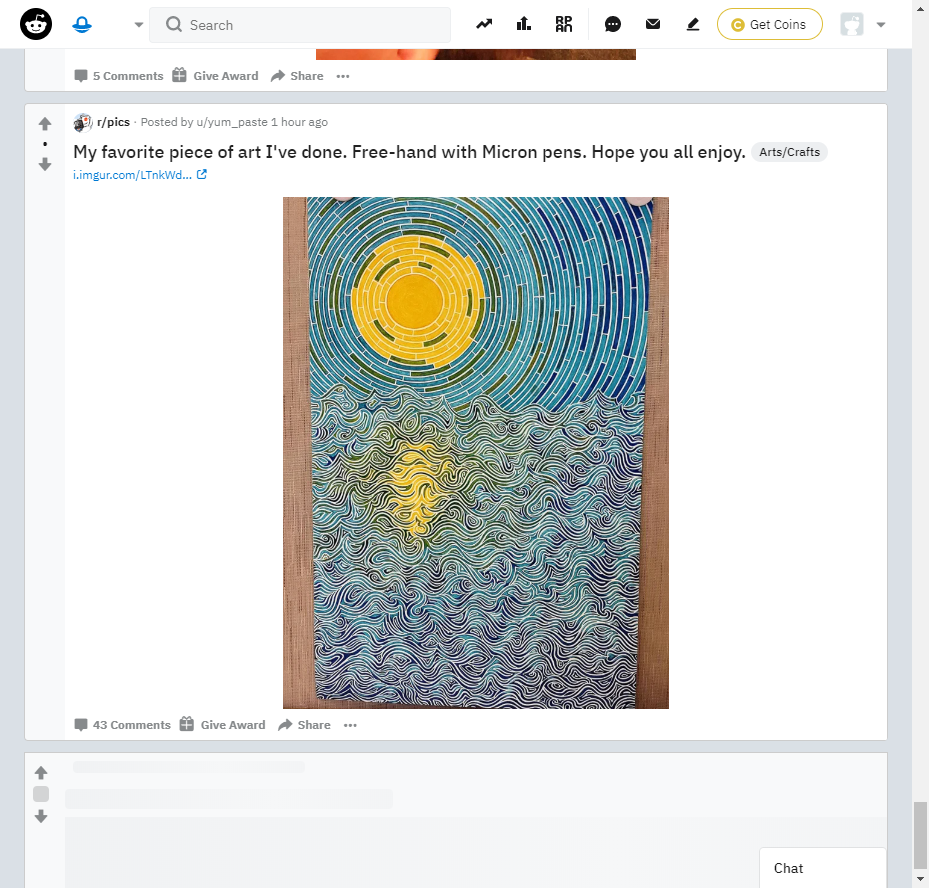 Search
RPAN
Get Coins
5 Comments Give Award Share
r/pics · Posted by u/yum_paste 1 hour ago
My favorite piece of art I've done. Free-hand with Micron pens. Hope you all enjoy. Arts/Crafts
i.imgur.com/LTnkWd...
43 Comments Give Award Share
Chat